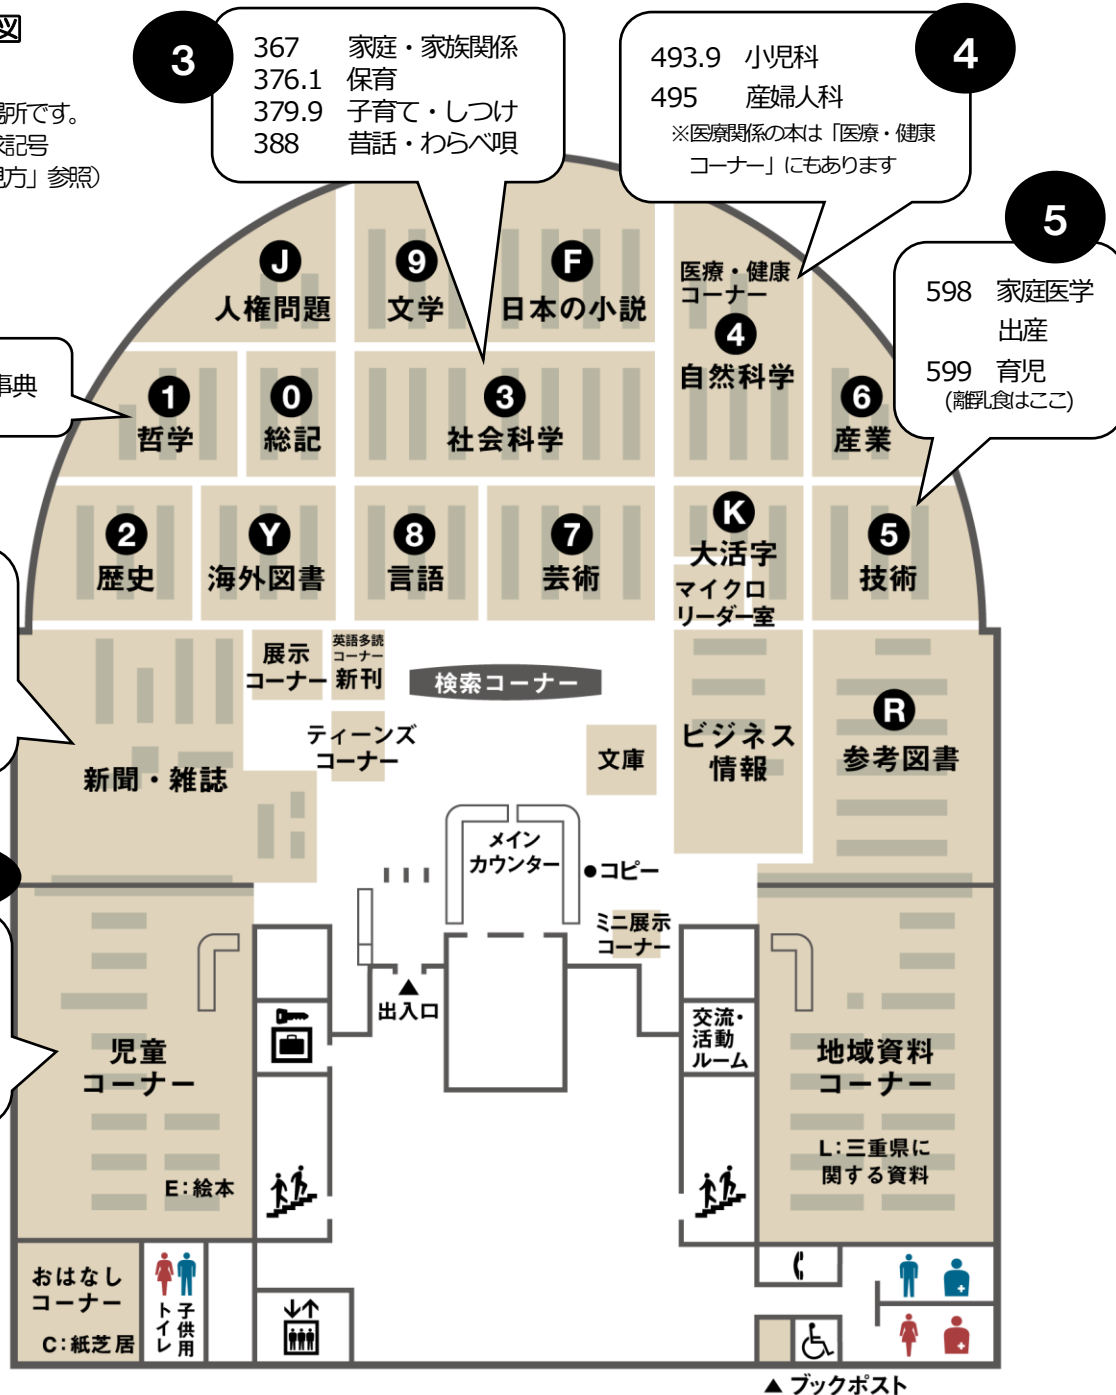 図
場所です。
求記号
見方」参照）
3
367 家庭・家族関係
376.1 保育
379.9 子育て・しつけ
388 昔話・わらべ唄
4
493.9 小児科
495 産婦人科
※医療関係の本は「医療・健康
コーナー」にもあります
5
598 家庭医学
出産
599 育児
(離乳食はここ)
事典
J
人権問題
9
文学
F
日本の小説
医療・健康
コーナー
4
自然科学
1
哲学
0
総記
3
社会科学
6
産業
2
歴史
Y
海外図書
8
言語
7
芸術
K
大活字
マイクロ
リーダー室
5
技術
展示
コーナー
英語多読
コーナー
新刊
検索コーナー
ティーンズ
コーナー
文庫
ビジネス
情報
R
参考図書
新聞・雑誌
メイン
カウンター
●コピー
ミニ展示
コーナー
▲
出入口
交流・
活動
ルーム
児童
コーナー
E：絵本
地域資料
コーナー
L：三重県に
関する資料
おはなし
コーナー
C：紙芝居
子供用
トイレ
▲ ブックポスト